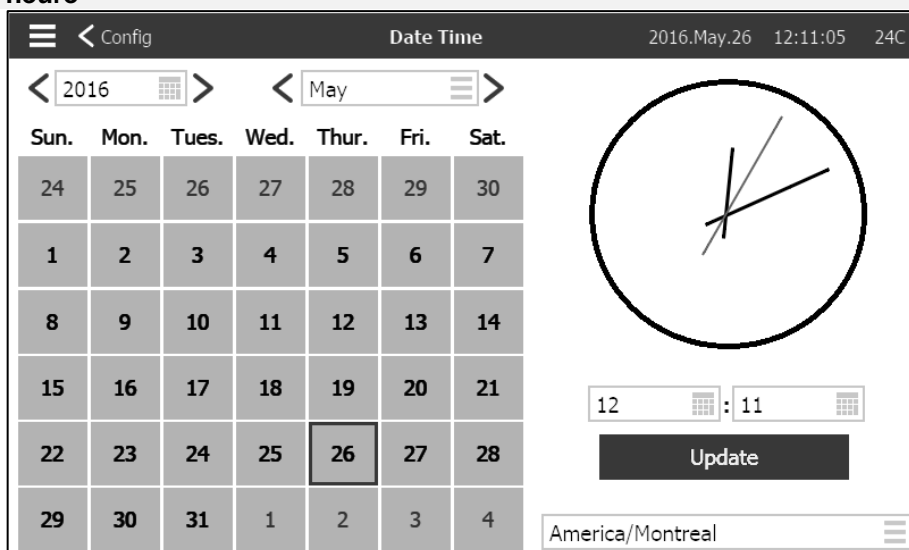 hours
Config Date Time 2016.May.26 12:11:05 24C
2016 May
Sun. Mon. Tues. Wed. Thur. Fri. Sat.
24 25 26 27 28 29 30
1 2 3 4 5 6 7
8 9 10 11 12 13 14
15 16 17 18 19 20 21
22 23 24 25 26 27 28
29 30 31 1 2 3 4
12 : 11
Update
America/Montreal